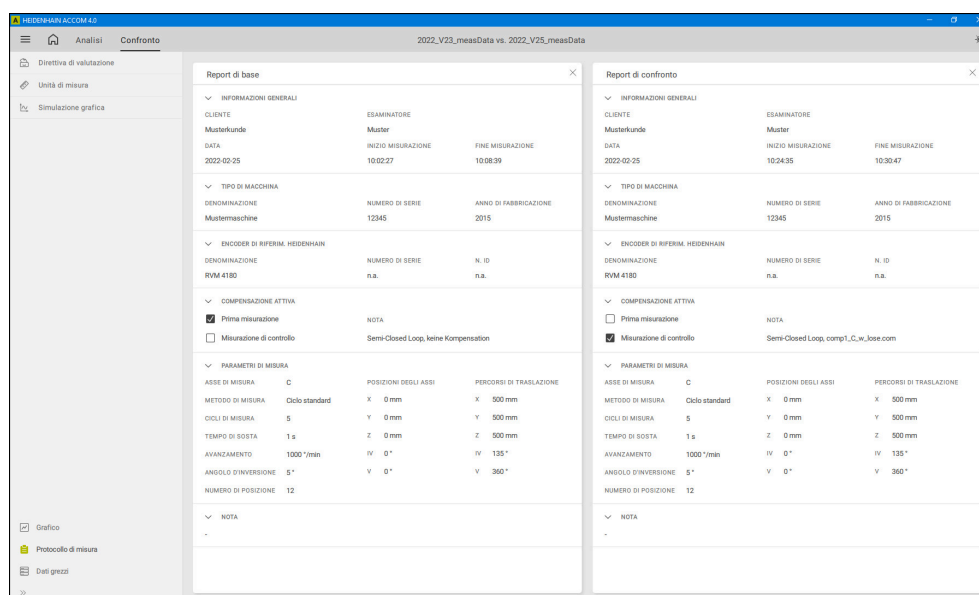 HEIDENHAIN ACCOM 4.0
Analisi Confronto 2022_V23_measData vs. 2022_V25_measData
Direttiva di valutazione
Unità di misura
Simulazione grafica
Grafico
Protocollo di misura
Dati grezzi
Report di base
INFORMAZIONI GENERALI
CLIENTE ESAMINATORE
Musterkunde Muster
DATA INIZIO MISURAZIONE FINE MISURAZIONE
2022-02-25 10:02:27 10:08:39
TIPO DI MACCHINA
DENOMINAZIONE NUMERO DI SERIE ANNO DI FABBRICAZIONE
Mustermaschine 12345 2015
ENCODER DI RIFERIM. HEIDENHAIN
DENOMINAZIONE NUMERO DI SERIE N. ID
RVM 4180 n.a. n.a.
COMPENSAZIONE ATTIVA
Prima misurazione NOTA
Misurazione di controllo Semi-Closed Loop, keine Kompensation
PARAMETRI DI MISURA
ASSE DI MISURA C POSIZIONI DEGLI ASSI PERCORSI DI TRASLAZIONE
METODO DI MISURA Ciclo standard X 0 mm X 500 mm
CICLI DI MISURA 5 Y 0 mm Y 500 mm
TEMPO DI SOSTA 1 s Z 0 mm Z 500 mm
AVANZAMENTO 1000 °/min IV 0 ° IV 135 °
ANGOLO D'INVERSIONE 5 ° V 0 ° V 360 °
NUMERO DI POSIZIONE 12
NOTA
-
Report di confronto
INFORMAZIONI GENERALI
CLIENTE ESAMINATORE
Musterkunde Muster
DATA INIZIO MISURAZIONE FINE MISURAZIONE
2022-02-25 10:24:35 10:30:47
TIPO DI MACCHINA
DENOMINAZIONE NUMERO DI SERIE ANNO DI FABBRICAZIONE
Mustermaschine 12345 2015
ENCODER DI RIFERIM. HEIDENHAIN
DENOMINAZIONE NUMERO DI SERIE N. ID
RVM 4180 n.a. n.a.
COMPENSAZIONE ATTIVA
Prima misurazione NOTA
Misurazione di controllo Semi-Closed Loop, comp1_C_w_lose.com
PARAMETRI DI MISURA
ASSE DI MISURA C POSIZIONI DEGLI ASSI PERCORSI DI TRASLAZIONE
METODO DI MISURA Ciclo standard X 0 mm X 500 mm
CICLI DI MISURA 5 Y 0 mm Y 500 mm
TEMPO DI SOSTA 1 s Z 0 mm Z 500 mm
AVANZAMENTO 1000 °/min IV 0 ° IV 135 °
ANGOLO D'INVERSIONE 5 ° V 0 ° V 360 °
NUMERO DI POSIZIONE 12
NOTA
-